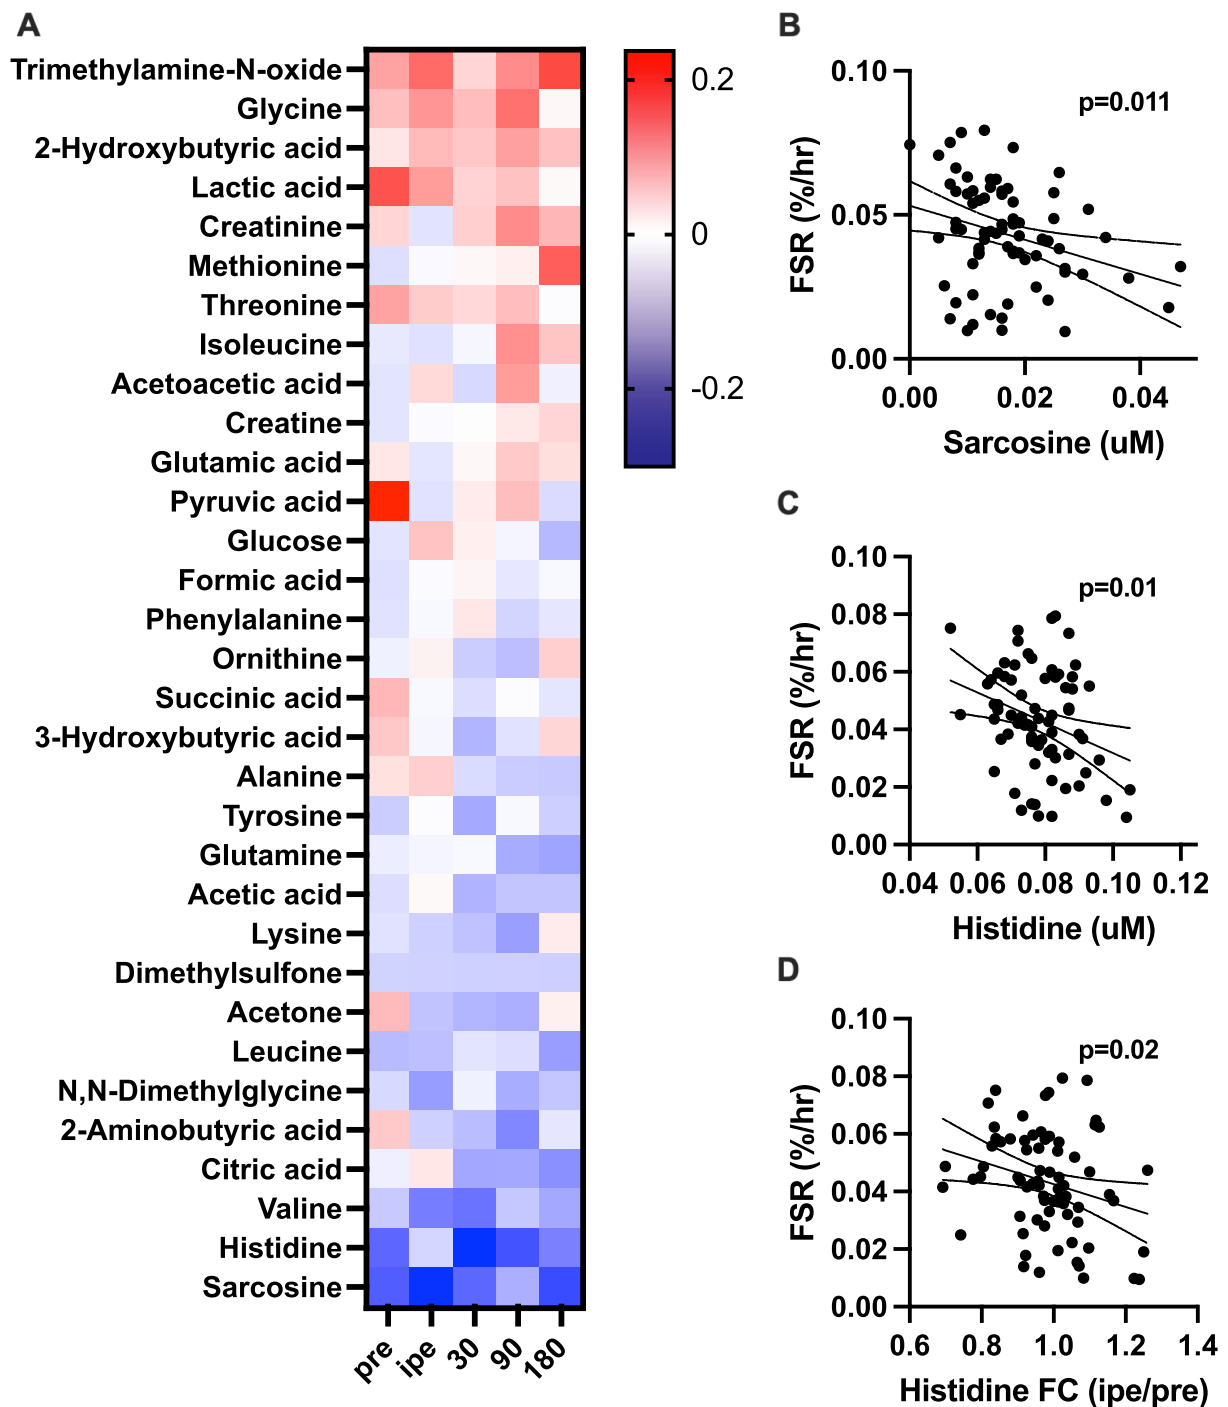 A
Trimethylamine-N-oxide
Glycine
2-Hydroxybutyric acid
Lactic acid
Creatinine
Methionine
Threonine
Isoleucine
Acetoacetic acid
Creatine
Glutamic acid
Pyruvic acid
Glucose
Formic acid
Phenylalanine
Ornithine
Succinic acid
3-Hydroxybutyric acid
Alanine
Tyrosine
Glutamine
Acetic acid
Lysine
Dimethylsulfone
Acetone
Leucine
N,N-Dimethylglycine
2-Aminobutyric acid
Citric acid
Valine
Histidine
Sarcosine
pre ipe 30 90 180
0.2
0
-0.2
B
p=0.011
FSR (%/hr)
0.10
0.05
0.00
0.00 0.02 0.04
Sarcosine (uM)
C
p=0.01
FSR (%/hr)
0.10
0.08
0.06
0.04
0.02
0.00
0.04 0.06 0.08 0.10 0.12
Histidine (uM)
D
p=0.02
FSR (%/hr)
0.10
0.08
0.06
0.04
0.02
0.00
0.6 0.8 1.0 1.2 1.4
Histidine FC (ipe/pre)